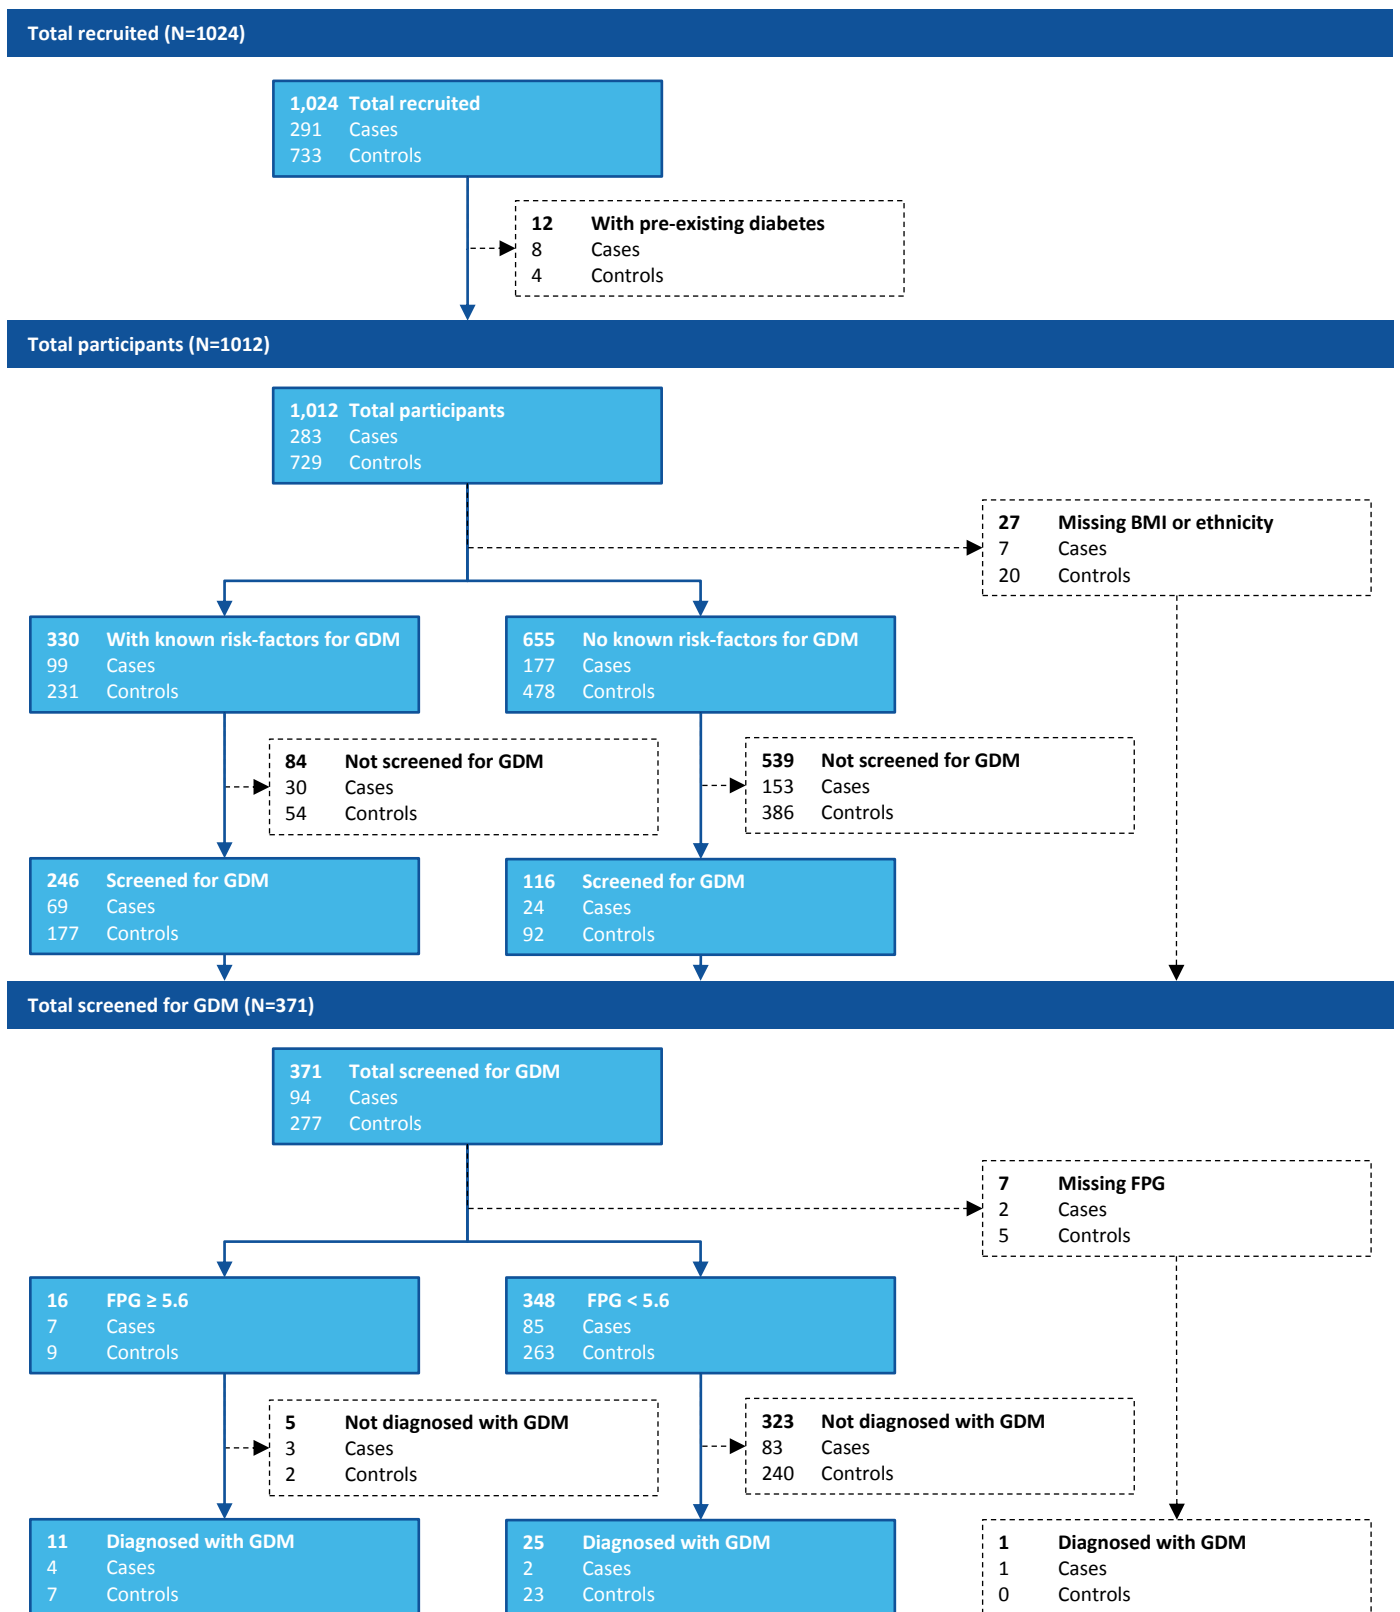 Total recruited (N=1024)
1,024 Total recruited
291 Cases
733 Controls
12 With pre-existing diabetes
8 Cases
4 Controls
Total participants (N=1012)
1,012 Total participants
283 Cases
729 Controls
27 Missing BMI or ethnicity
7 Cases
20 Controls
330 With known risk-factors for GDM
99 Cases
231 Controls
655 No known risk-factors for GDM
177 Cases
478 Controls
84 Not screened for GDM
30 Cases
54 Controls
539 Not screened for GDM
153 Cases
386 Controls
246 Screened for GDM
69 Cases
177 Controls
116 Screened for GDM
24 Cases
92 Controls
Total screened for GDM (N=371)
371 Total screened for GDM
94 Cases
277 Controls
7 Missing FPG
2 Cases
5 Controls
16 FPG ≥ 5.6
7 Cases
9 Controls
348 FPG < 5.6
85 Cases
263 Controls
5 Not diagnosed with GDM
3 Cases
2 Controls
323 Not diagnosed with GDM
83 Cases
240 Controls
11 Diagnosed with GDM
4 Cases
7 Controls
25 Diagnosed with GDM
2 Cases
23 Controls
1 Diagnosed with GDM
1 Cases
0 Controls